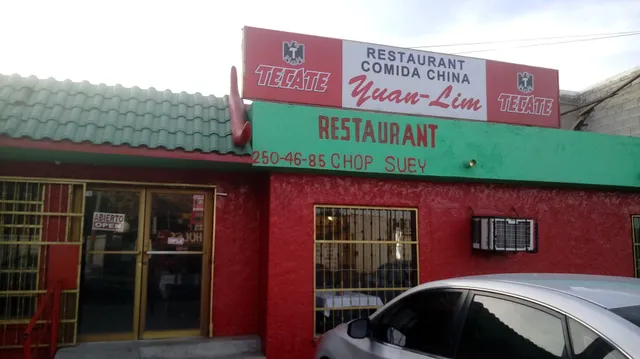 TECATE
RESTAURANT
COMIDA CHINA
Yuan-Lim
TECATE
RESTAURANT
250-46-85 CHOP SUEY
ABIERTO
OPEN